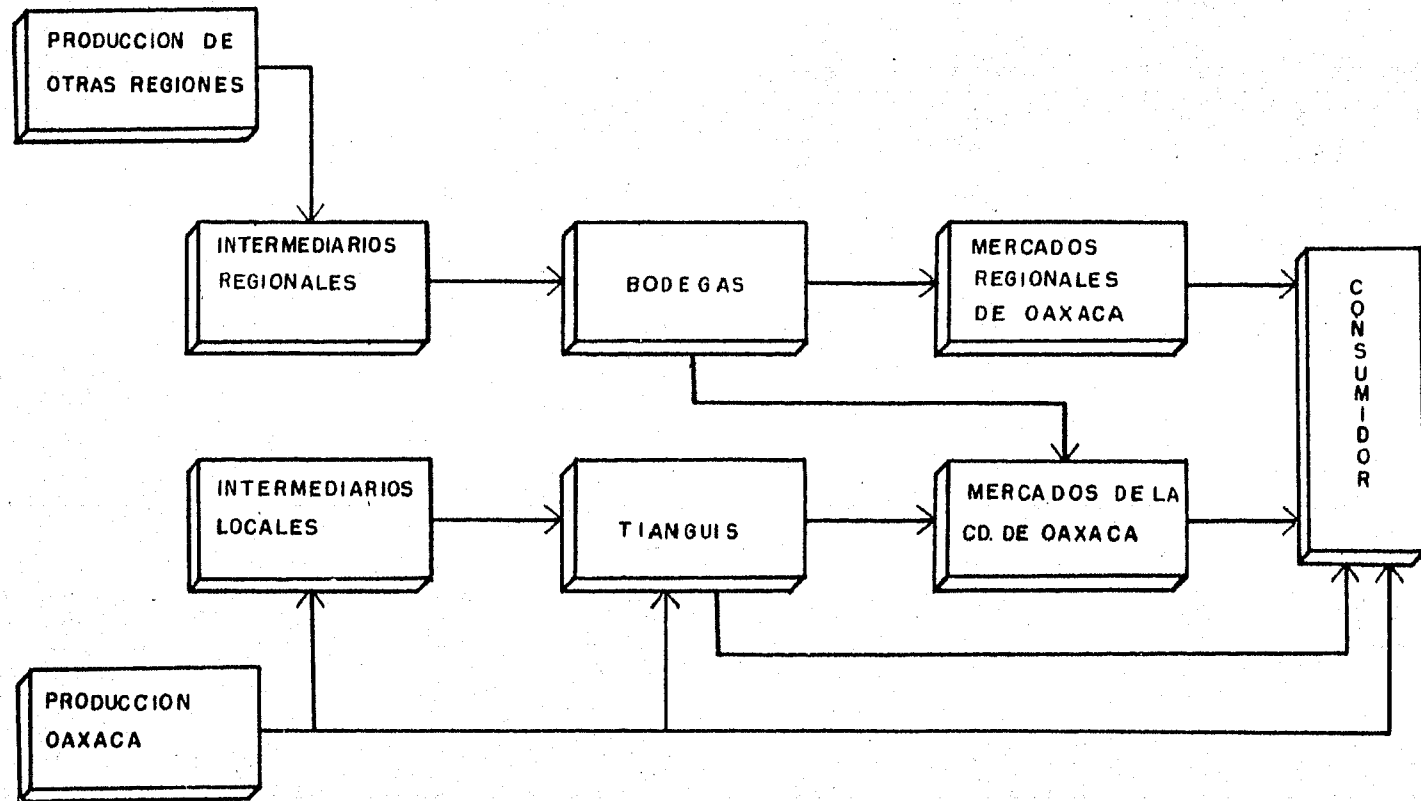 PRODUCCION DE
OTRAS REGIONES
INTERMEDIARIOS
REGIONALES
BODEGAS
MERCADOS
REGIONALES
DE OAXACA
CONSUMIDOR
INTERMEDIARIOS
LOCALES
TIANGUIS
MERCADOS DE LA
CD. DE OAXACA
PRODUCCION
OAXACA